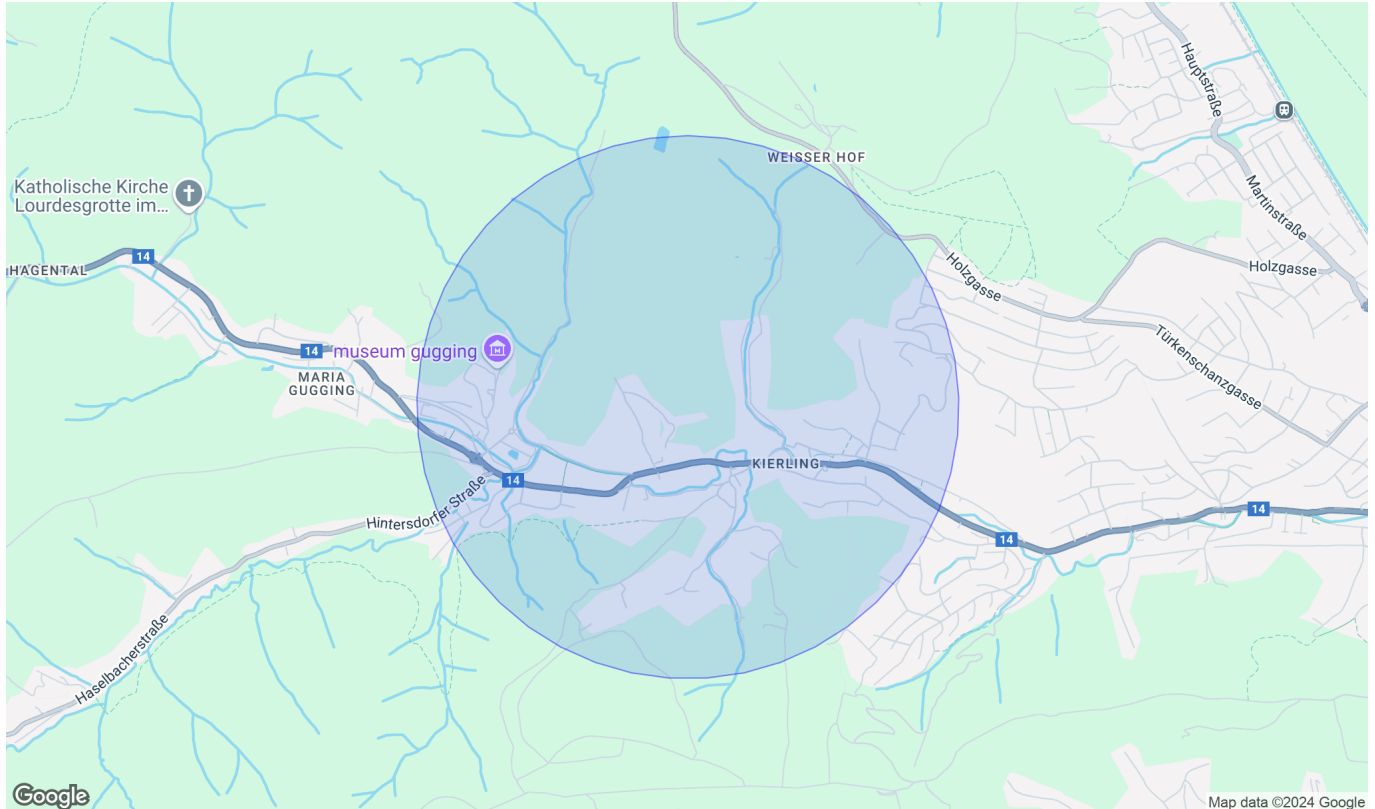 Hauptstraße
WEISSER HOF
Katholische Kirche
Lourdesgrotte im...
Martinstraße
14
HAGENTAL
Holzgasse
Holzgasse
14
museum gugging
MARIA
GUGGING
Türkenschanzgasse
KIERLING
14
Hintersdorfer Straße
14
14
Haselbacherstraße
Google
Map data ©2024 Google